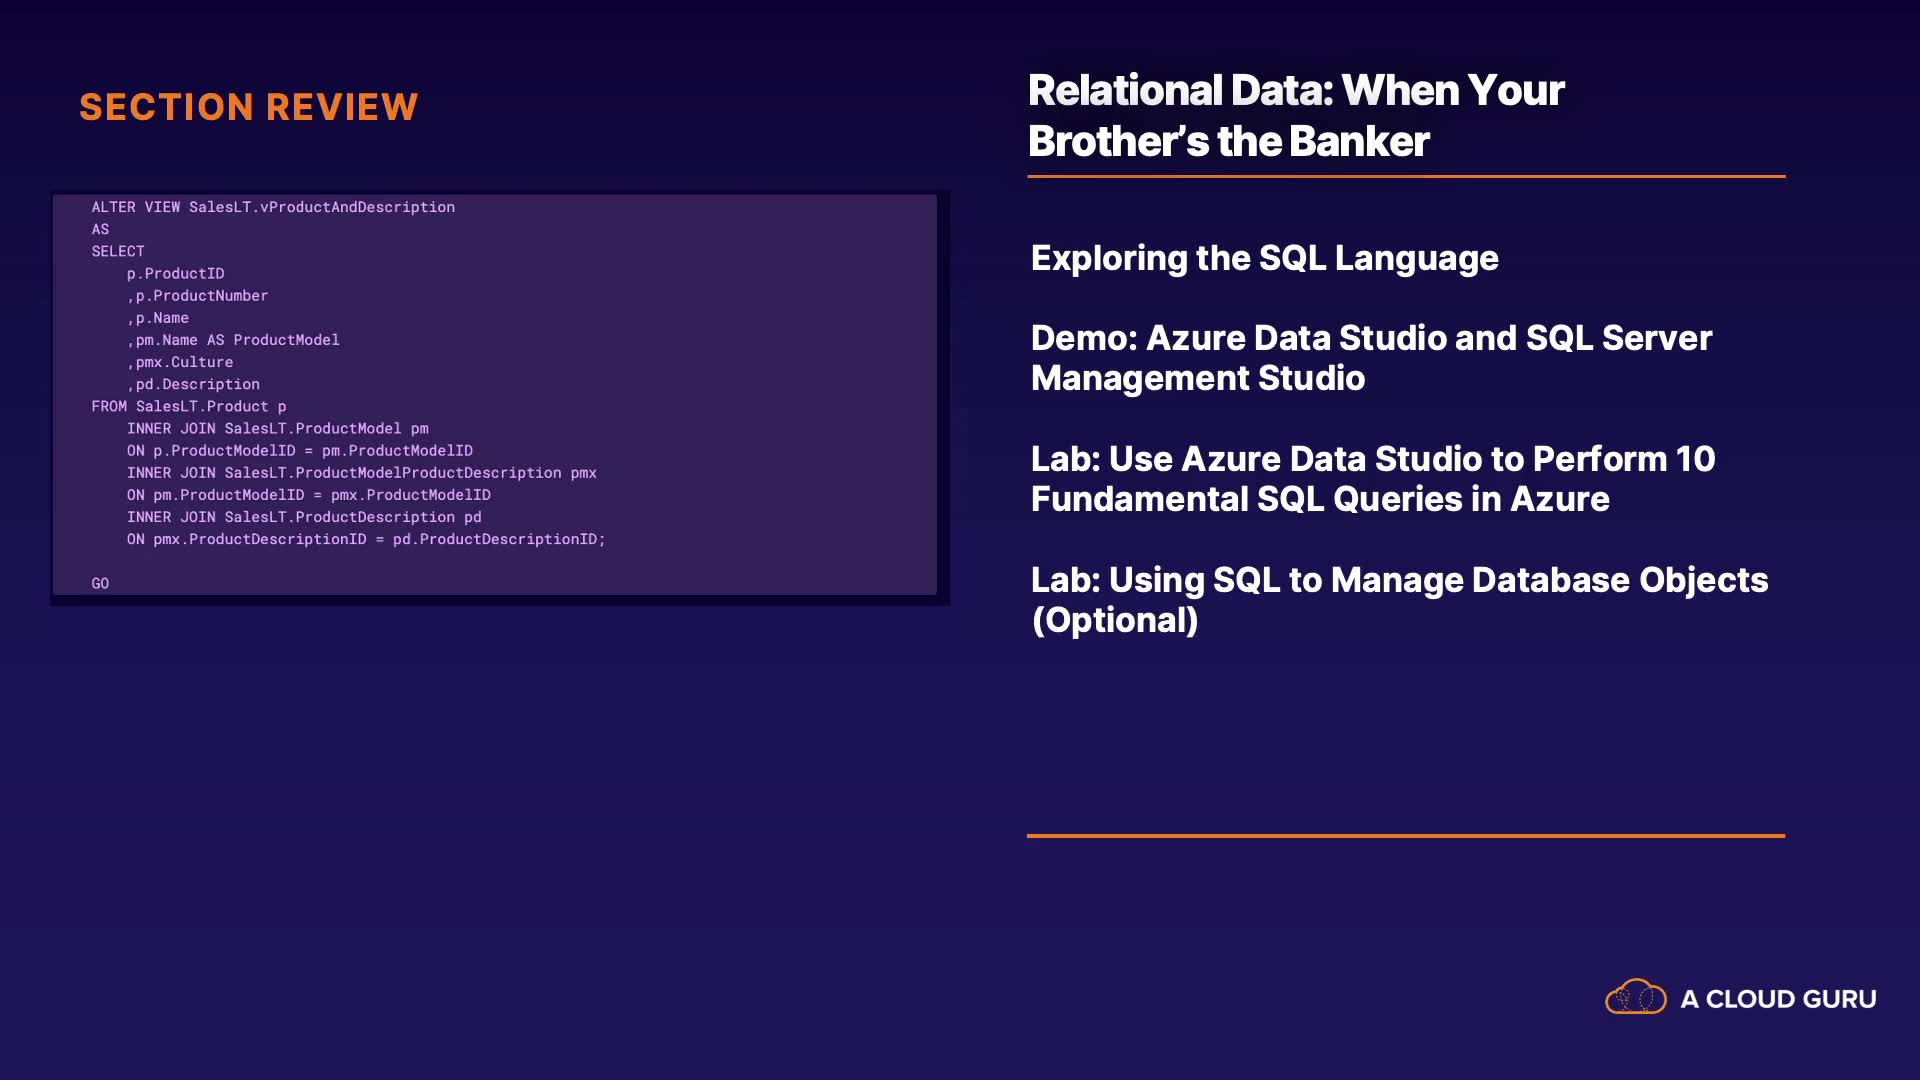 SECTION REVIEW
ALTER VIEW SalesLT.vProductAndDescription
AS
SELECT
p.ProductID
,p.ProductNumber
,p.Name
,pm.Name AS ProductModel
,pmx.Culture
,pd.Description
FROM SalesLT.Product p
INNER JOIN SalesLT.ProductModel pm
ON p.ProductModelID = pm.ProductModelID
INNER JOIN SalesLT.ProductModelProductDescription pmx
ON pm.ProductModelID = pmx.ProductModelID
INNER JOIN SalesLT.ProductDescription pd
ON pmx.ProductDescriptionID = pd.ProductDescriptionID;
GO
Relational Data: When Your
Brother’s the Banker
Exploring the SQL Language
Demo: Azure Data Studio and SQL Server
Management Studio
Lab: Use Azure Data Studio to Perform 10
Fundamental SQL Queries in Azure
Lab: Using SQL to Manage Database Objects
(Optional)
A CLOUD GURU